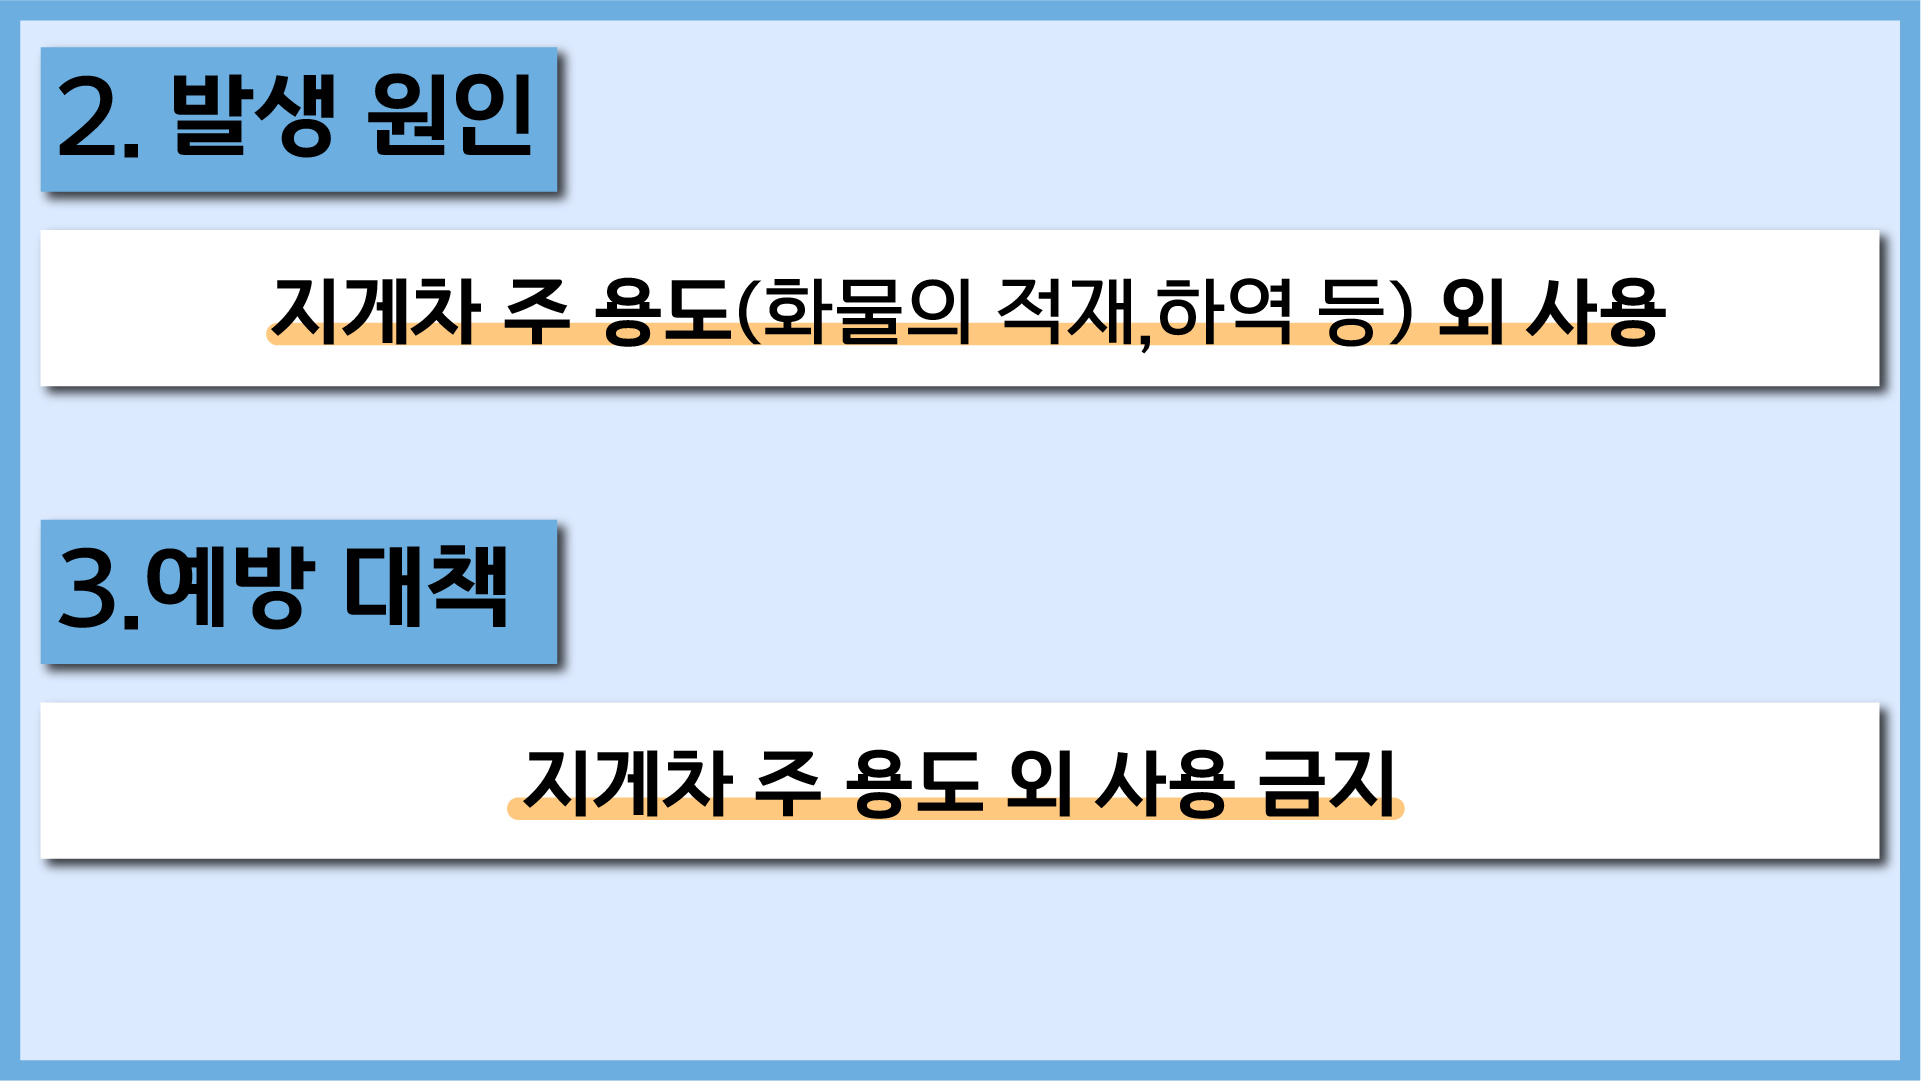 2. 발생 원인
지게차 주 용도(화물의 적재,하역 등) 외 사용
3.예방 대책
지게차 주 용도 외 사용 금지